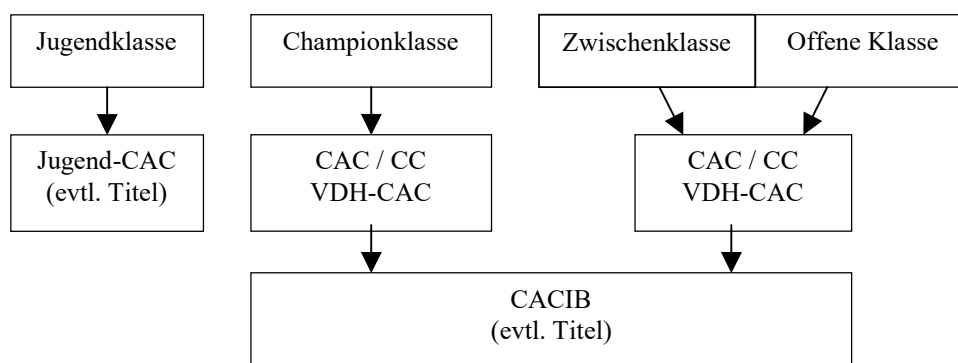 Jugendklasse
Championklasse
Zwischenklasse
Offene Klasse
Jugend-CAC
(evtl. Titel)
CAC / CC
VDH-CAC
CAC / CC
VDH-CAC
CACIB
(evtl. Titel)